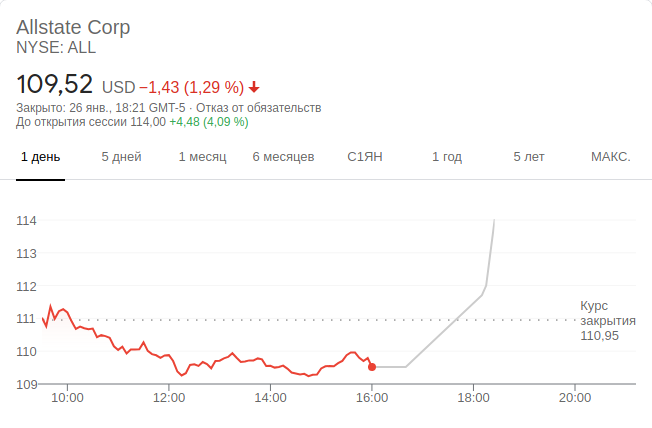 Allstate Corp
NYSE: ALL
109,52 USD −1,43 (1,29 %)
Закрыто: 26 янв., 18:21 GMT-5 · Отказ от обязательств
До открытия сессии 114,00 +4,48 (4,09 %)
1 день 5 дней 1 месяц 6 месяцев С1ЯН 1 год 5 лет МАКС.
114
113
112
111
110
109
Курс
закрытия
110,95
10:00 12:00 14:00 16:00 18:00 20:00